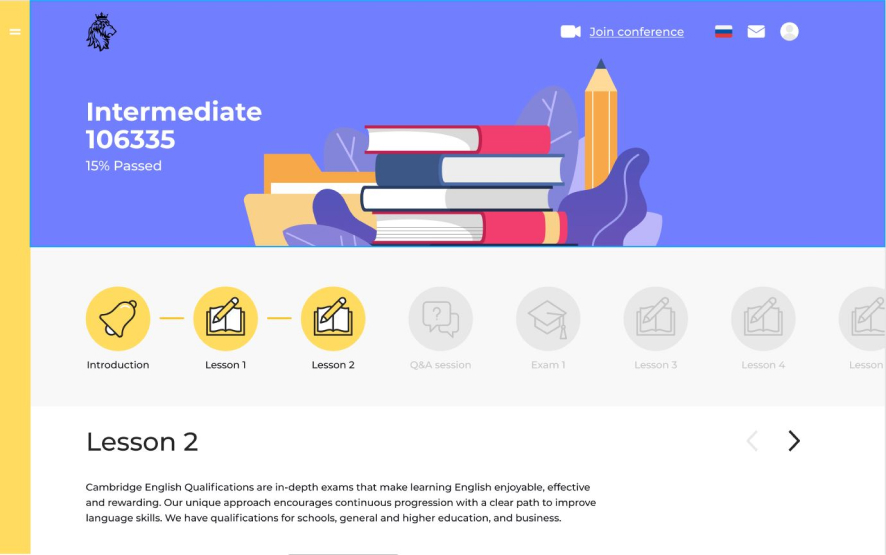 Join conference
Intermediate
106335
15% Passed
?
Introduction
Lesson 1
Lesson 2
Q&A session
Exam 1
Lesson 3
Lesson 4
Lesson
Lesson 2
Cambridge English Qualifications are in-depth exams that make learning English enjoyable, effective
and rewarding. Our unique approach encourages continuous progression with a clear path to improve
language skills. We have qualifications for schools, general and higher education, and business.